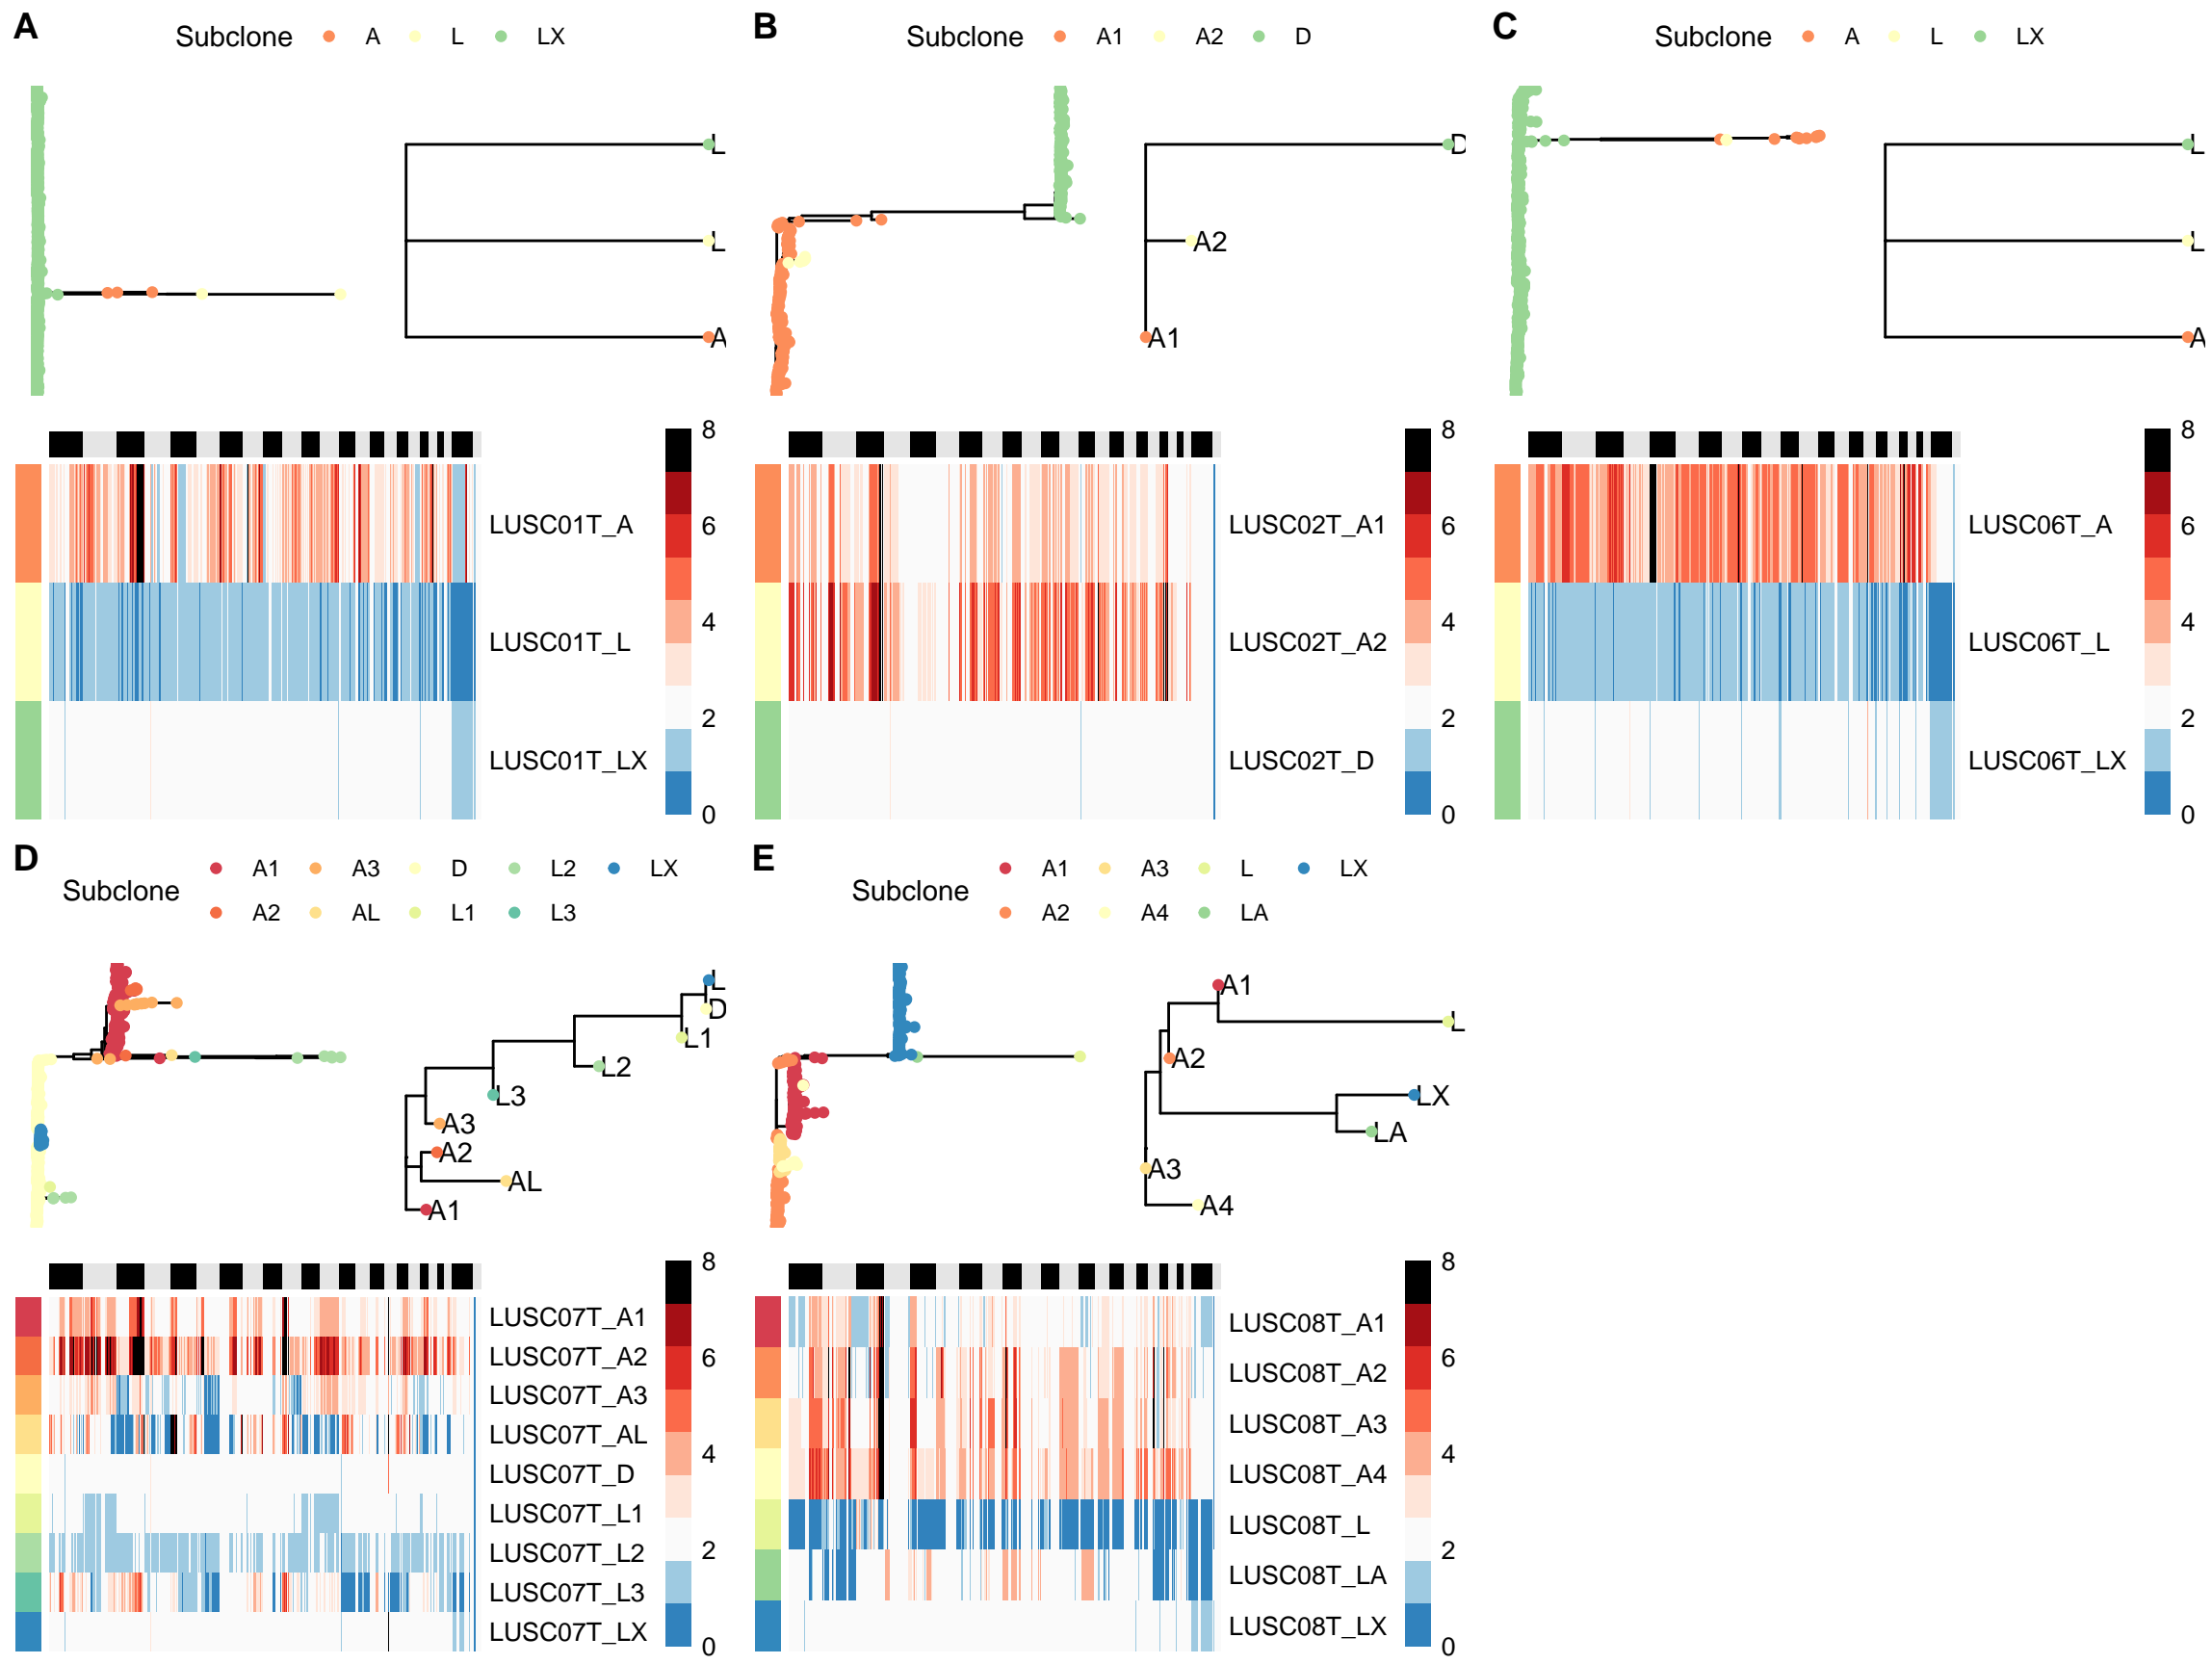 A
Subclone A L LX
L
L
A
8
6
4
2
0
LUSC01T_A
LUSC01T_L
LUSC01T_LX
B
Subclone A1 A2 D
D
A2
A1
8
6
4
2
0
LUSC02T_A1
LUSC02T_A2
LUSC02T_D
C
Subclone A L LX
L
L
A
8
6
4
2
0
LUSC06T_A
LUSC06T_L
LUSC06T_LX
D
Subclone
A1 A3 D L2 LX
A2 AL L1 L3
L
D
L1
L2
L3
A3
A2
AL
A1
8
6
4
2
0
LUSC07T_A1
LUSC07T_A2
LUSC07T_A3
LUSC07T_AL
LUSC07T_D
LUSC07T_L1
LUSC07T_L2
LUSC07T_L3
LUSC07T_LX
E
Subclone
A1 A3 L LX
A2 A4 LA
A1
L
A2
LX
LA
A3
A4
8
6
4
2
0
LUSC08T_A1
LUSC08T_A2
LUSC08T_A3
LUSC08T_A4
LUSC08T_L
LUSC08T_LA
LUSC08T_LX